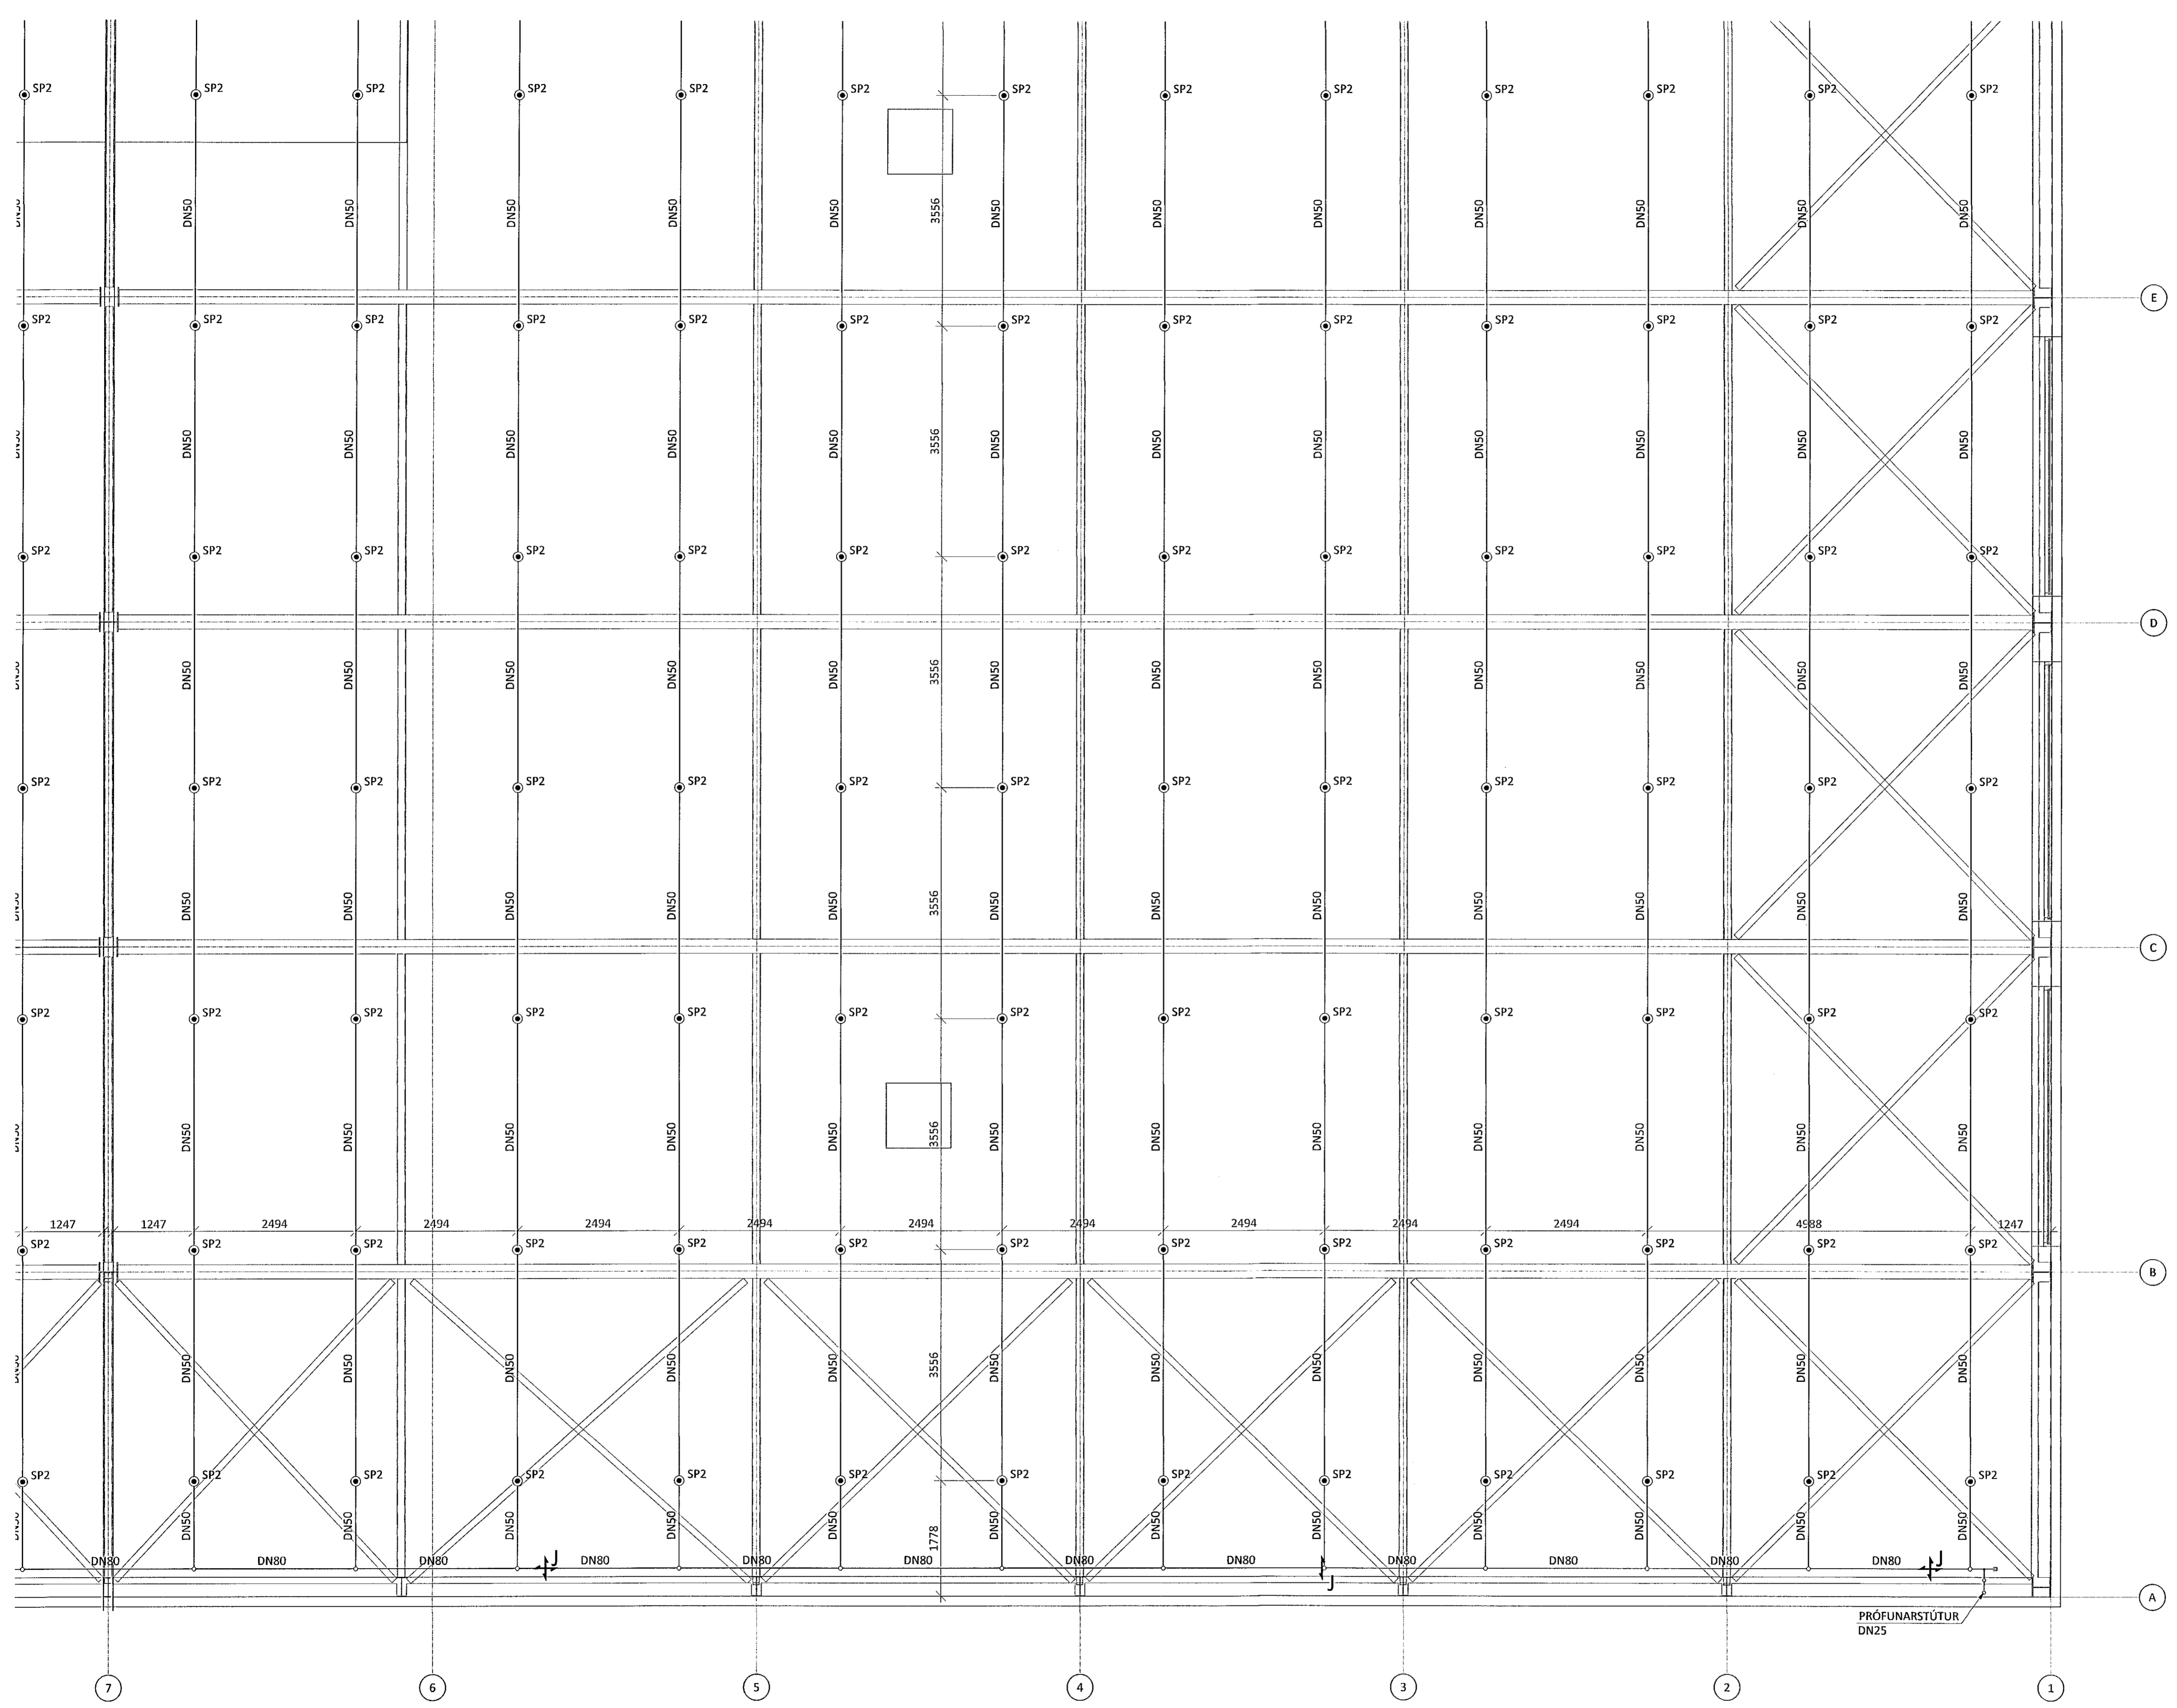 SP2 SP2 SP2 SP2 SP2 SP2 SP2 SP2 SP2 SP2 SP2 SP2 SP2
DN50 DN50 DN50 DN50 DN50 3556 DN50 DN50 DN50 DN50 DN50 DN50 DN50
E
SP2 SP2 SP2 SP2 SP2 SP2 SP2 SP2 SP2 SP2 SP2 SP2 SP2
DN50 DN50 DN50 DN50 DN50 3556 DN50 DN50 DN50 DN50 DN50 DN50 DN50
SP2 SP2 SP2 SP2 SP2 SP2 SP2 SP2 SP2 SP2 SP2 SP2 SP2
D
DN50 DN50 DN50 DN50 DN50 3556 DN50 DN50 DN50 DN50 DN50 DN50 DN50
SP2 SP2 SP2 SP2 SP2 SP2 SP2 SP2 SP2 SP2 SP2 SP2 SP2
DN50 DN50 DN50 DN50 DN50 3556 DN50 DN50 DN50 DN50 DN50 DN50 DN50
C
SP2 SP2 SP2 SP2 SP2 SP2 SP2 SP2 SP2 SP2 SP2 SP2 SP2
DN50 DN50 DN50 DN50 DN50 3556 DN50 DN50 DN50 DN50 DN50 DN50 DN50
1247 1247 2494 2494 2494 2494 2494 2494 2494 2494 2494 4988 1247
SP2 SP2 SP2 SP2 SP2 SP2 SP2 SP2 SP2 SP2 SP2 SP2 SP2
B
DN50 DN50 DN50 DN50 DN50 3556 DN50 DN50 DN50 DN50 DN50 DN50 DN50
SP2 SP2 SP2 SP2 SP2 SP2 SP2 SP2 SP2 SP2 SP2 SP2 SP2
DN50 DN50 DN50 DN50 DN50 1778 DN50 DN50 DN50 DN50 DN50 DN50 DN50
DN80 DN80 DN80 J DN80 DN80 DN80 DN80 DN80 DN80 DN80 DN80 DN80 J
J
A
PRÓFUNARSTÚTUR
DN25
7 6 5 4 3 2 1